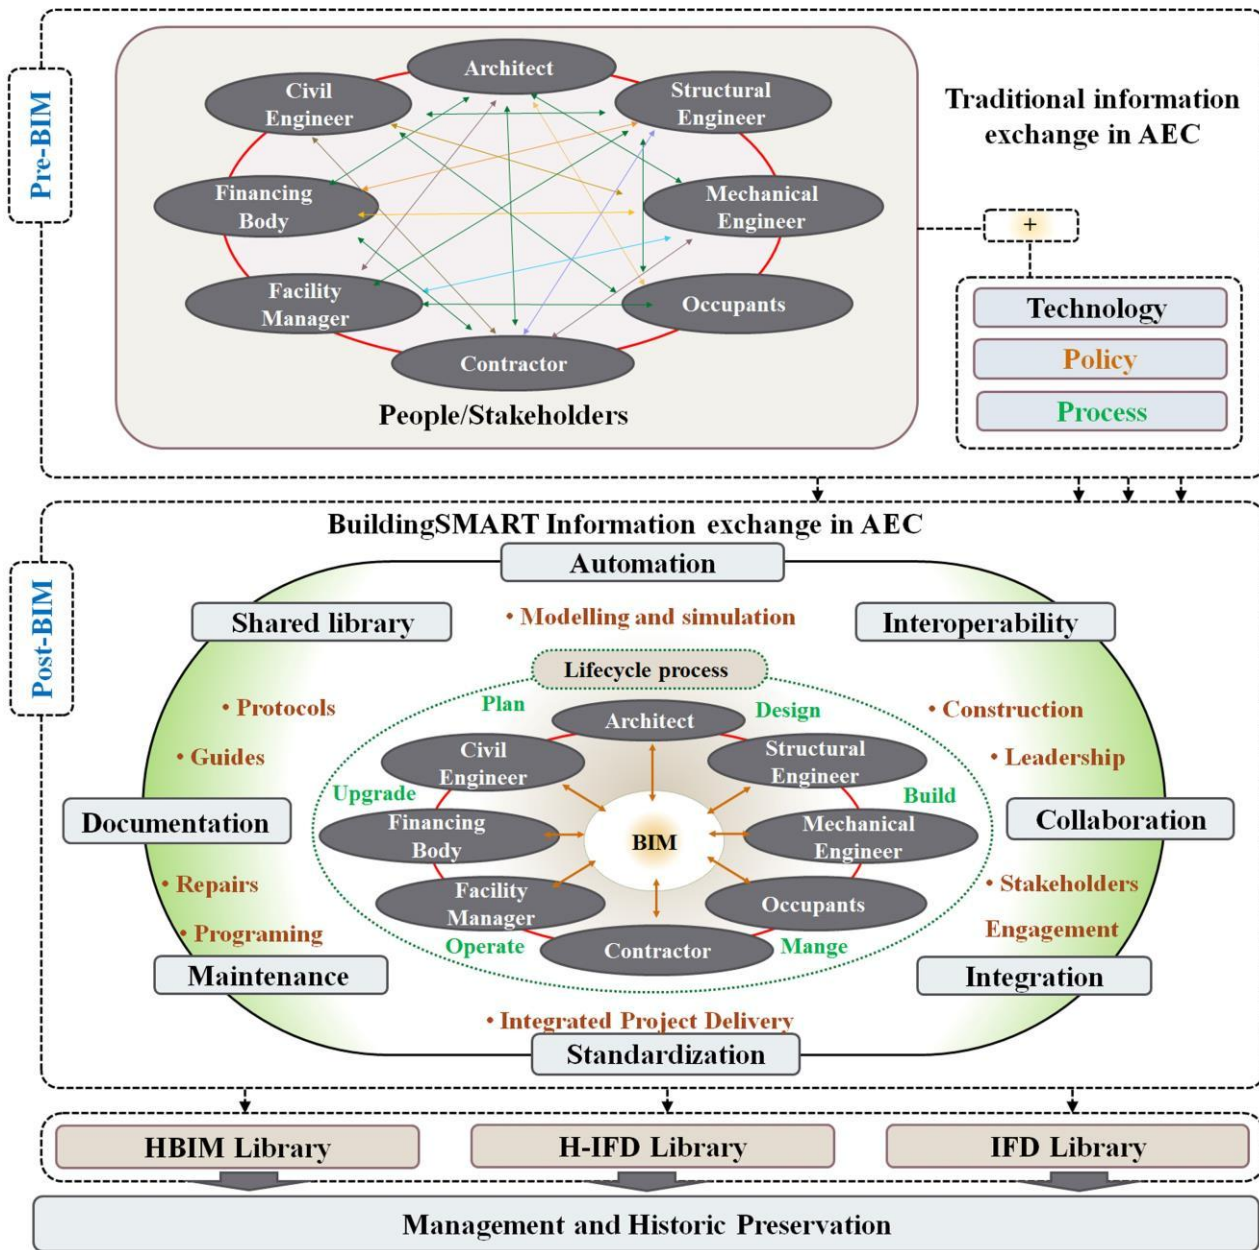 Pre-BIM
Architect
Civil
Engineer
Structural
Engineer
Financing
Body
Mechanical
Engineer
Facility
Manager
Occupants
Contractor
People/Stakeholders
Traditional information
exchange in AEC
+
Technology
Policy
Process
Post-BIM
BuildingSMART Information exchange in AEC
Automation
Shared library
• Modelling and simulation
Interoperability
Lifecycle process
• Protocols
Plan
Architect
Design
• Construction
• Guides
Civil
Engineer
Structural
Engineer
• Leadership
Upgrade
Build
Documentation
Financing
Body
BIM
Mechanical
Engineer
Collaboration
• Repairs
Facility
Manager
Occupants
• Stakeholders
Engagement
• Programing
Operate
Contractor
Mange
Maintenance
Integration
• Integrated Project Delivery
Standardization
HBIM Library
H-IFD Library
IFD Library
Management and Historic Preservation